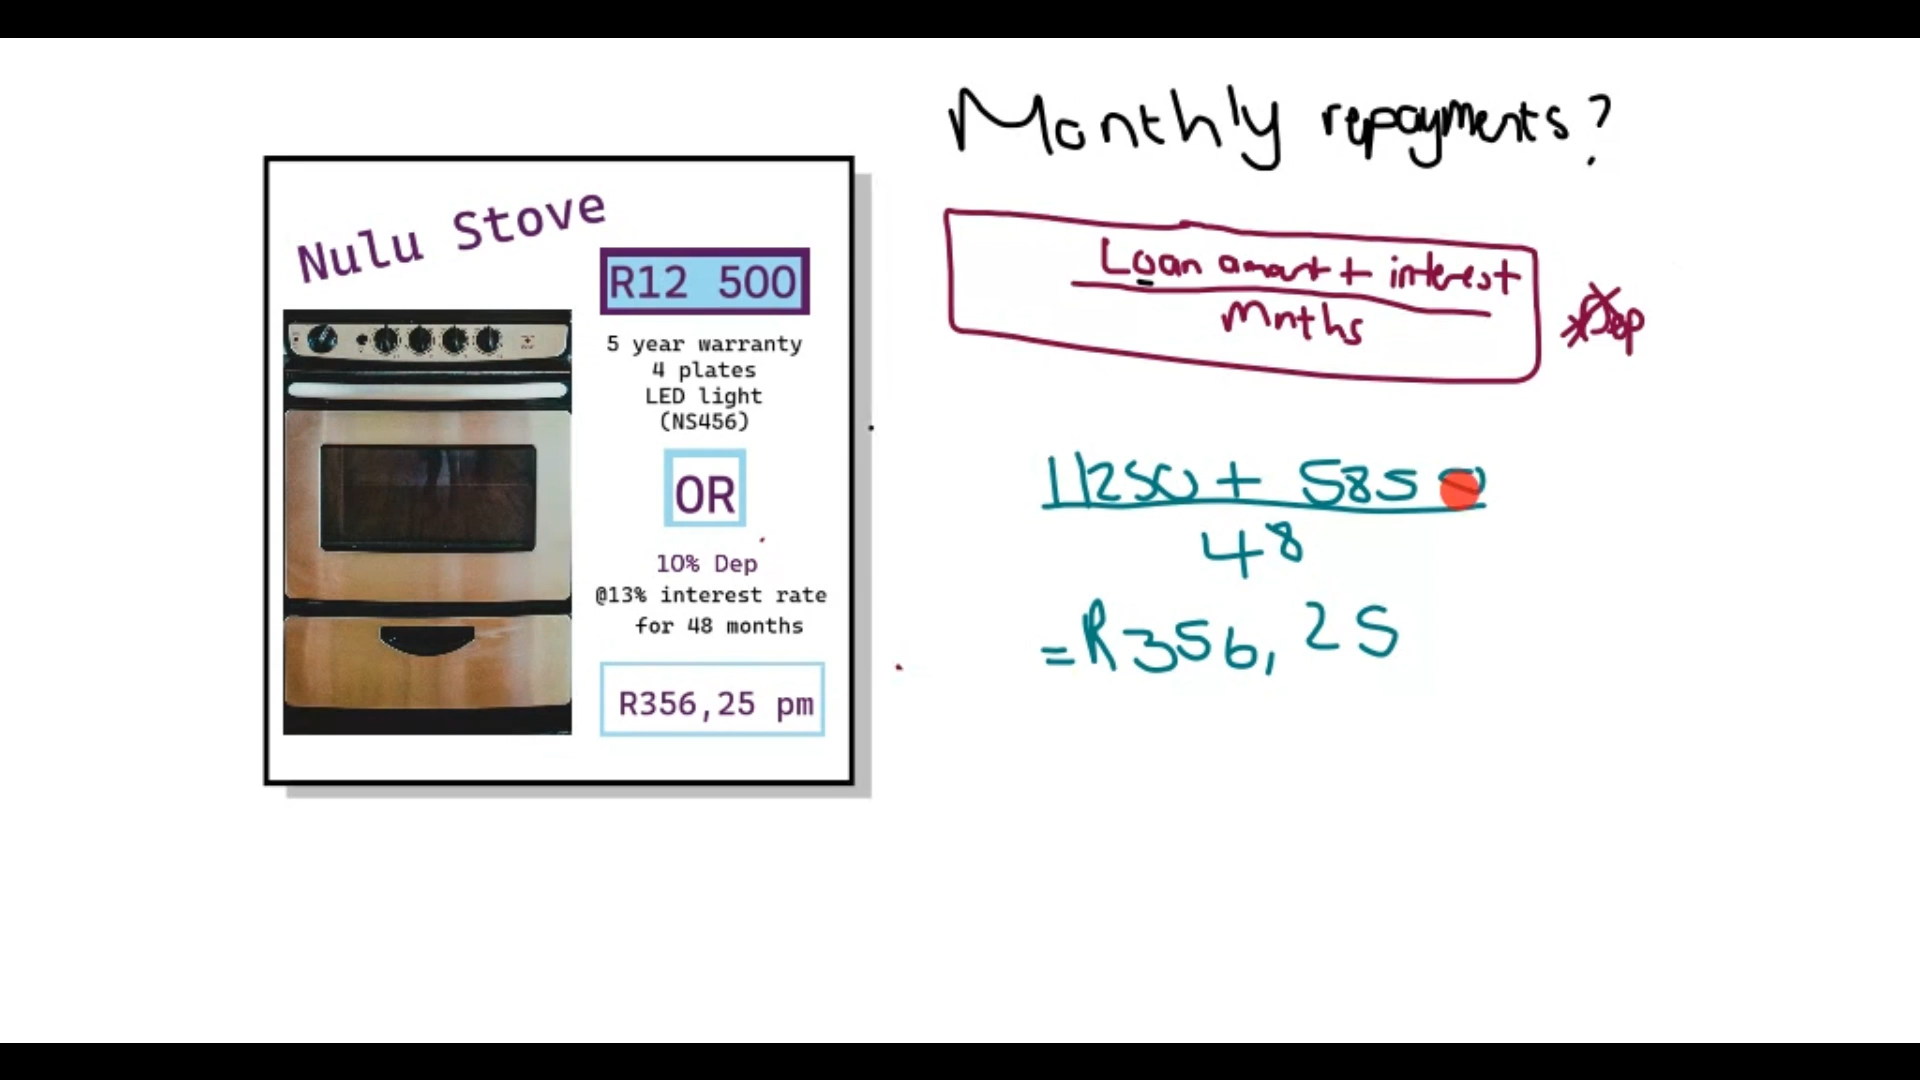 Monthly repayments?
Nulu Stove
R12 500
5 year warranty
4 plates
LED light
(NS456)
OR
10% Dep
@13% interest rate
for 48 months
R356,25 pm
Loan amount + interest
Mnths
Dep
11250 + 5850
48
= R356, 25